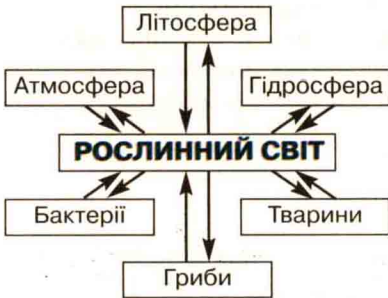 Літосфера
Атмосфера
Гідросфера
РОСЛИННИЙ СВІТ
Бактерії
Тварини
Гриби